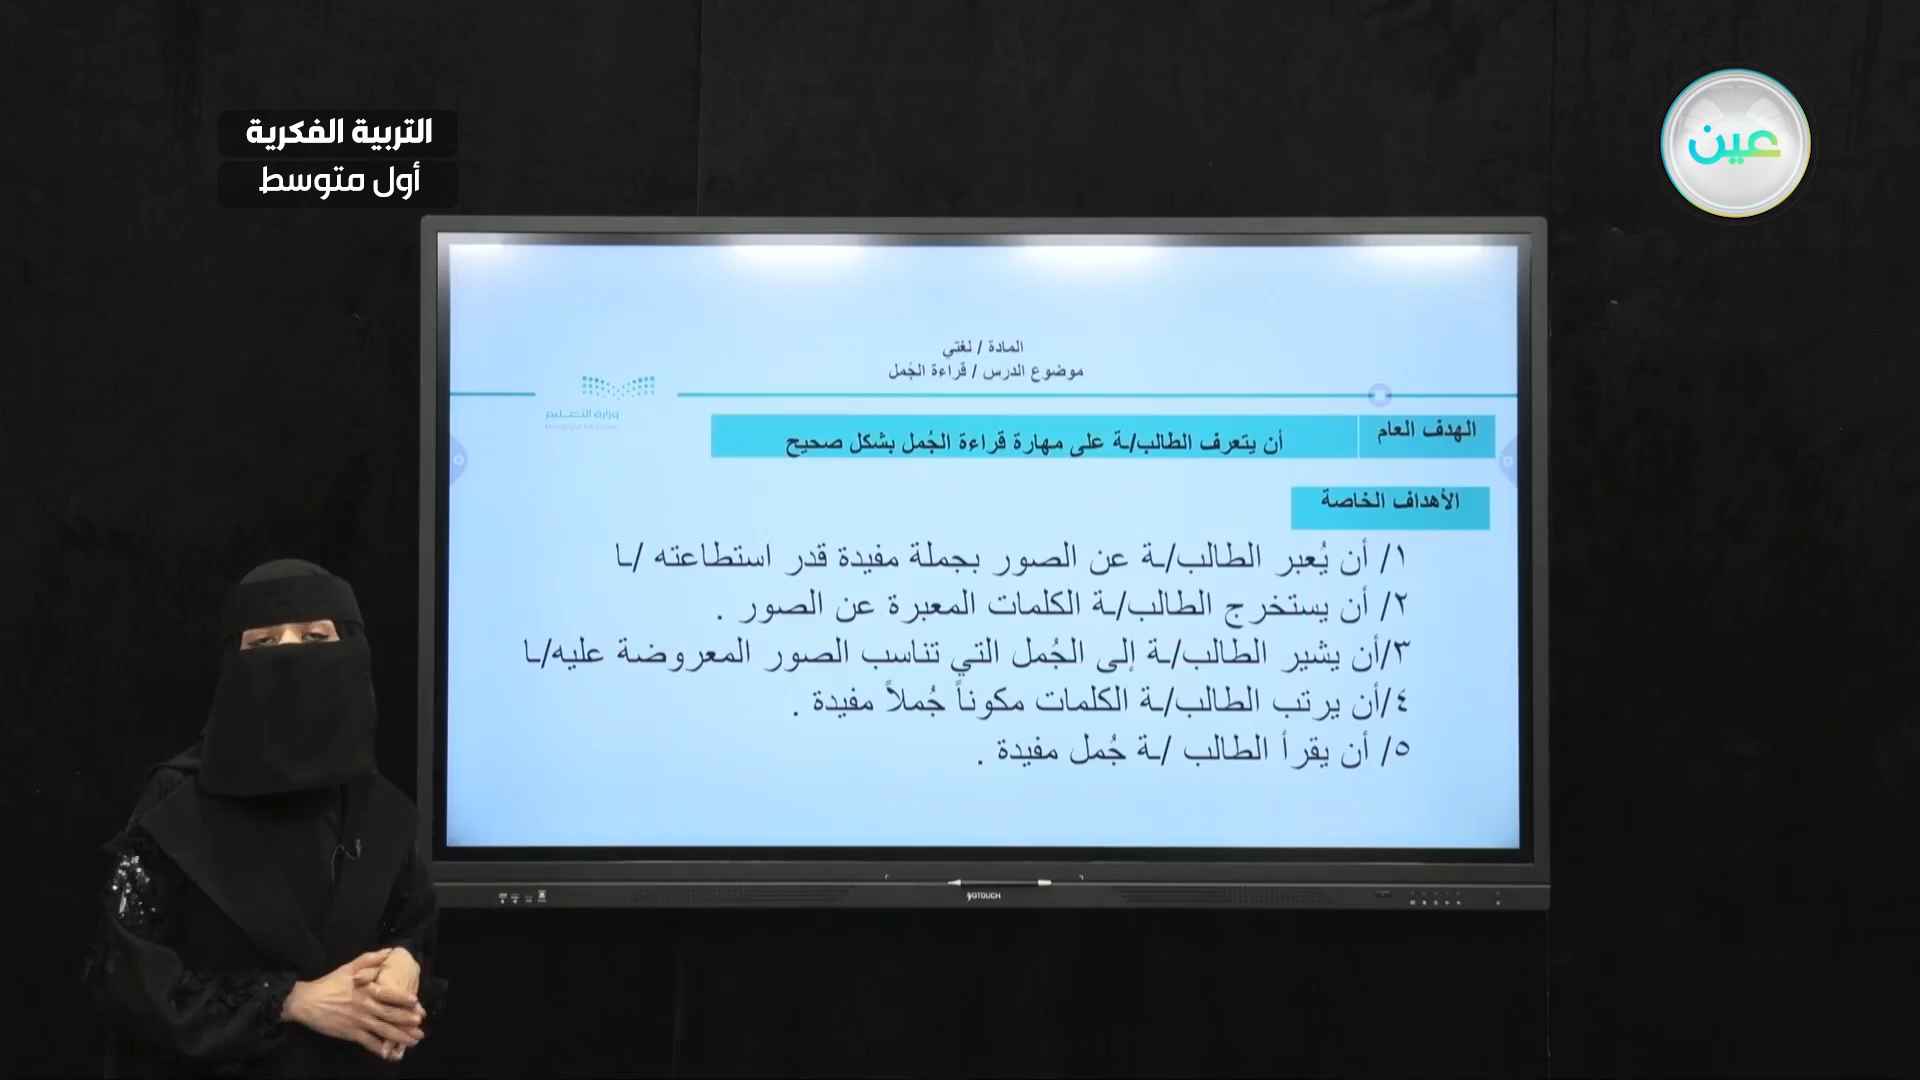 التربية الفكرية
أول متوسط
عين
المادة / لغتي
موضوع الدرس / قراءة الجُمل
وزارة التعليم
Ministry of Education
الهدف العام
أن يتعرف الطالب/ـة على مهارة قراءة الجُمل بشكل صحيح
الأهداف الخاصة
١/ أن يُعبر الطالب/ـة عن الصور بجملة مفيدة قدر استطاعته /ـا
٢/ أن يستخرج الطالب/ـة الكلمات المعبرة عن الصور .
٣/أن يشير الطالب/ـة إلى الجُمل التي تناسب الصور المعروضة عليه/ـا
٤/أن يرتب الطالب/ـة الكلمات مكوناً جُملاً مفيدة .
٥/ أن يقرأ الطالب /ـة جُمل مفيدة .